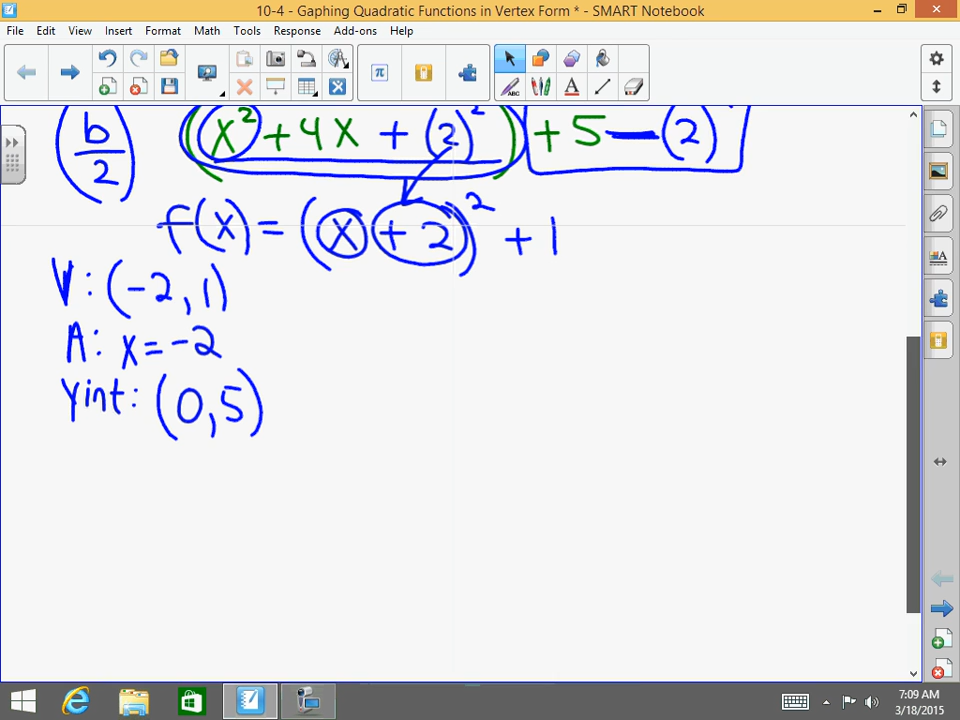 10-4 - Gaphing Quadratic Functions in Vertex Form * - SMART Notebook
File Edit View Insert Format Math Tools Response Add-ons Help
(b/2) (x² + 4x + (2)²) + 5 — (2)
f(x) = (x + 2)² + 1
V: (-2, 1)
A: x = -2
Yint: (0, 5)
7:09 AM
3/18/2015